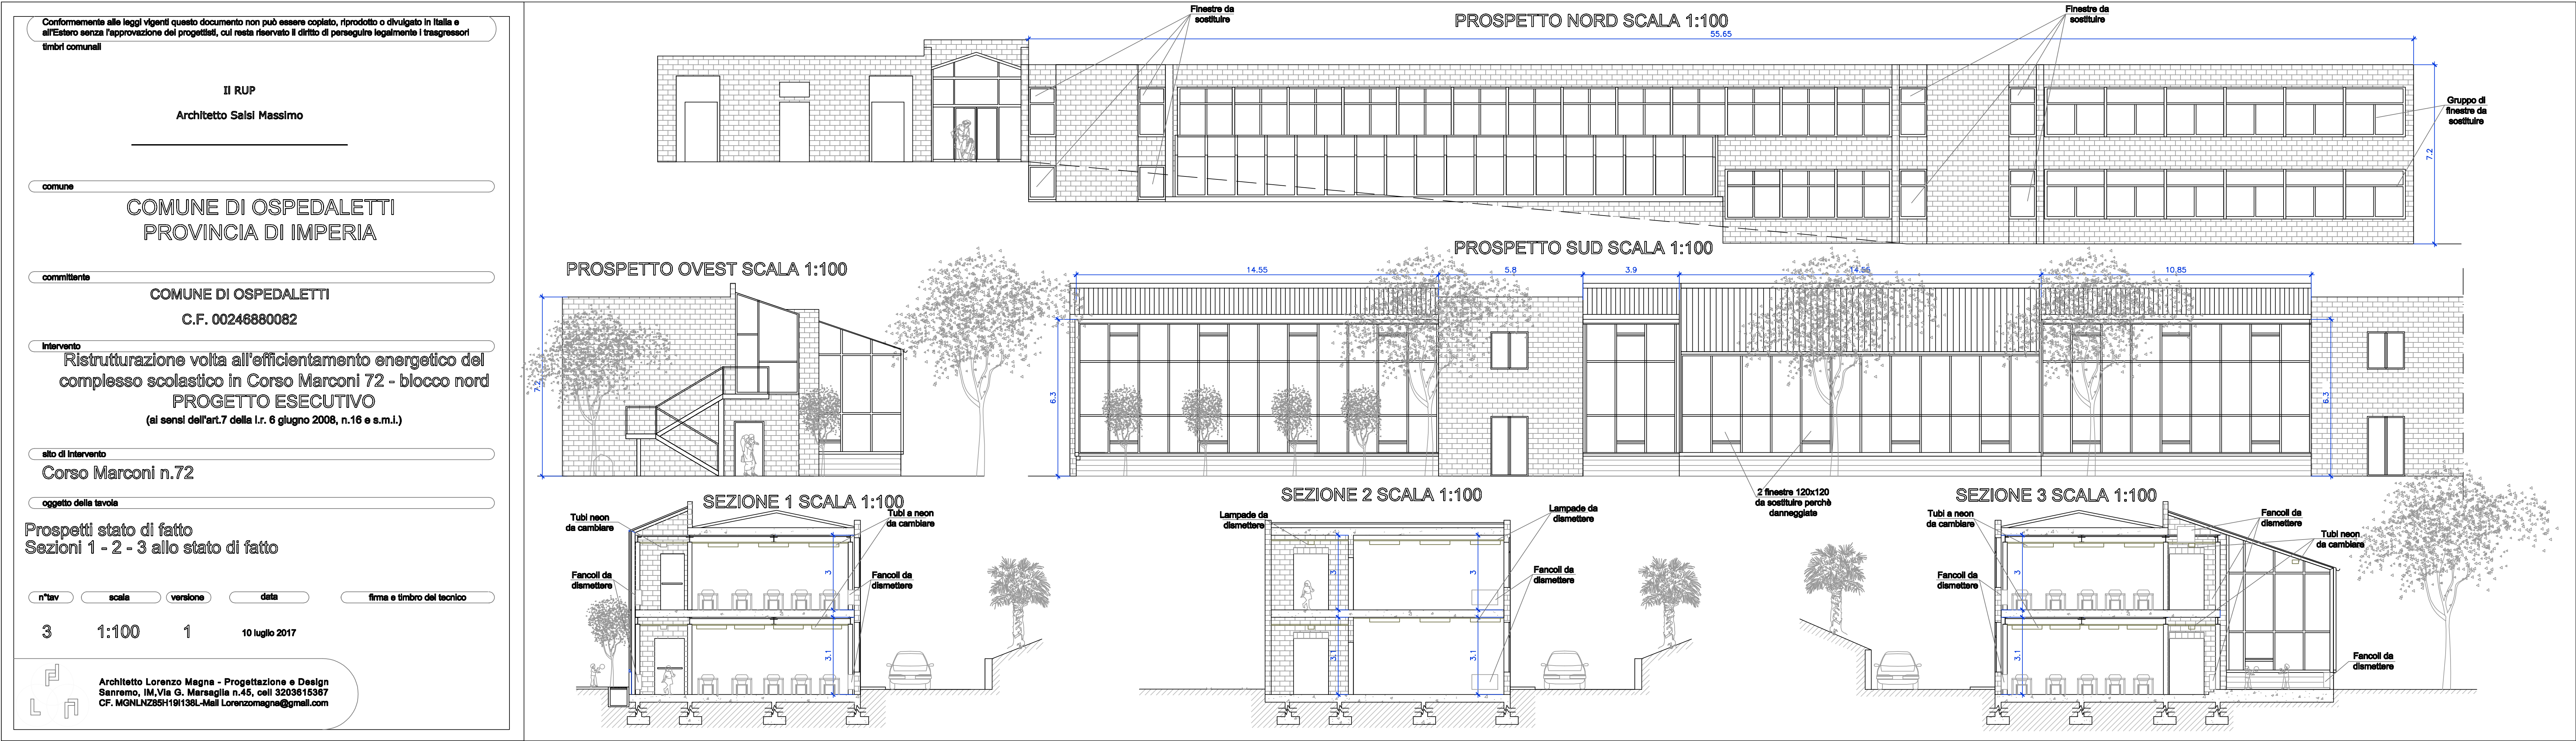 Conformemente alle leggi vigenti questo documento non può essere copiato, riprodotto o divulgato in Italia e
all'Estero senza l'approvazione dei progettisti, cui resta riservato il diritto di perseguire legalmente i trasgressori
timbri comunali
Il RUP
Architetto Salsi Massimo
comune
COMUNE DI OSPEDALETTI
PROVINCIA DI IMPERIA
committente
COMUNE DI OSPEDALETTI
C.F. 00246880082
Intervento
Ristrutturazione volta all'efficientamento energetico del
complesso scolastico in Corso Marconi 72 - blocco nord
PROGETTO ESECUTIVO
(ai sensi dell'art.7 della l.r. 6 giugno 2008, n.16 e s.m.i.)
sito di intervento
Corso Marconi n.72
oggetto della tavola
Prospetti stato di fatto
Sezioni 1 - 2 - 3 allo stato di fatto
n°tav scala versione data firma e timbro del tecnico
3 1:100 1 10 luglio 2017
Architetto Lorenzo Magna - Progettazione e Design
Sanremo, IM,Via G. Marsaglia n.45, cell 3203615367
CF. MGNLNZ85H19I138L-Mail Lorenzomagna@gmail.com
PROSPETTO NORD SCALA 1:100
Finestre da
sostituire
Finestre da
sostituire
55.65
Gruppo di
finestre da
sostituire
7.2
PROSPETTO OVEST SCALA 1:100
7.2
PROSPETTO SUD SCALA 1:100
14.55
5.8
3.9
14.55
10.85
6.3
6.3
2 finestre 120x120
da sostituire perchè
danneggiate
SEZIONE 1 SCALA 1:100
Tubi neon
da cambiare
Tubi a neon
da cambiare
Fancoil da
dismettere
Fancoil da
dismettere
3
3.1
SEZIONE 2 SCALA 1:100
Lampade da
dismettere
Lampade da
dismettere
Fancoil da
dismettere
3
3
3.1
3.1
SEZIONE 3 SCALA 1:100
Tubi a neon
da cambiare
Fancoil da
dismettere
Tubi neon
da cambiare
Fancoil da
dismettere
Fancoil da
dismettere
3
3.1